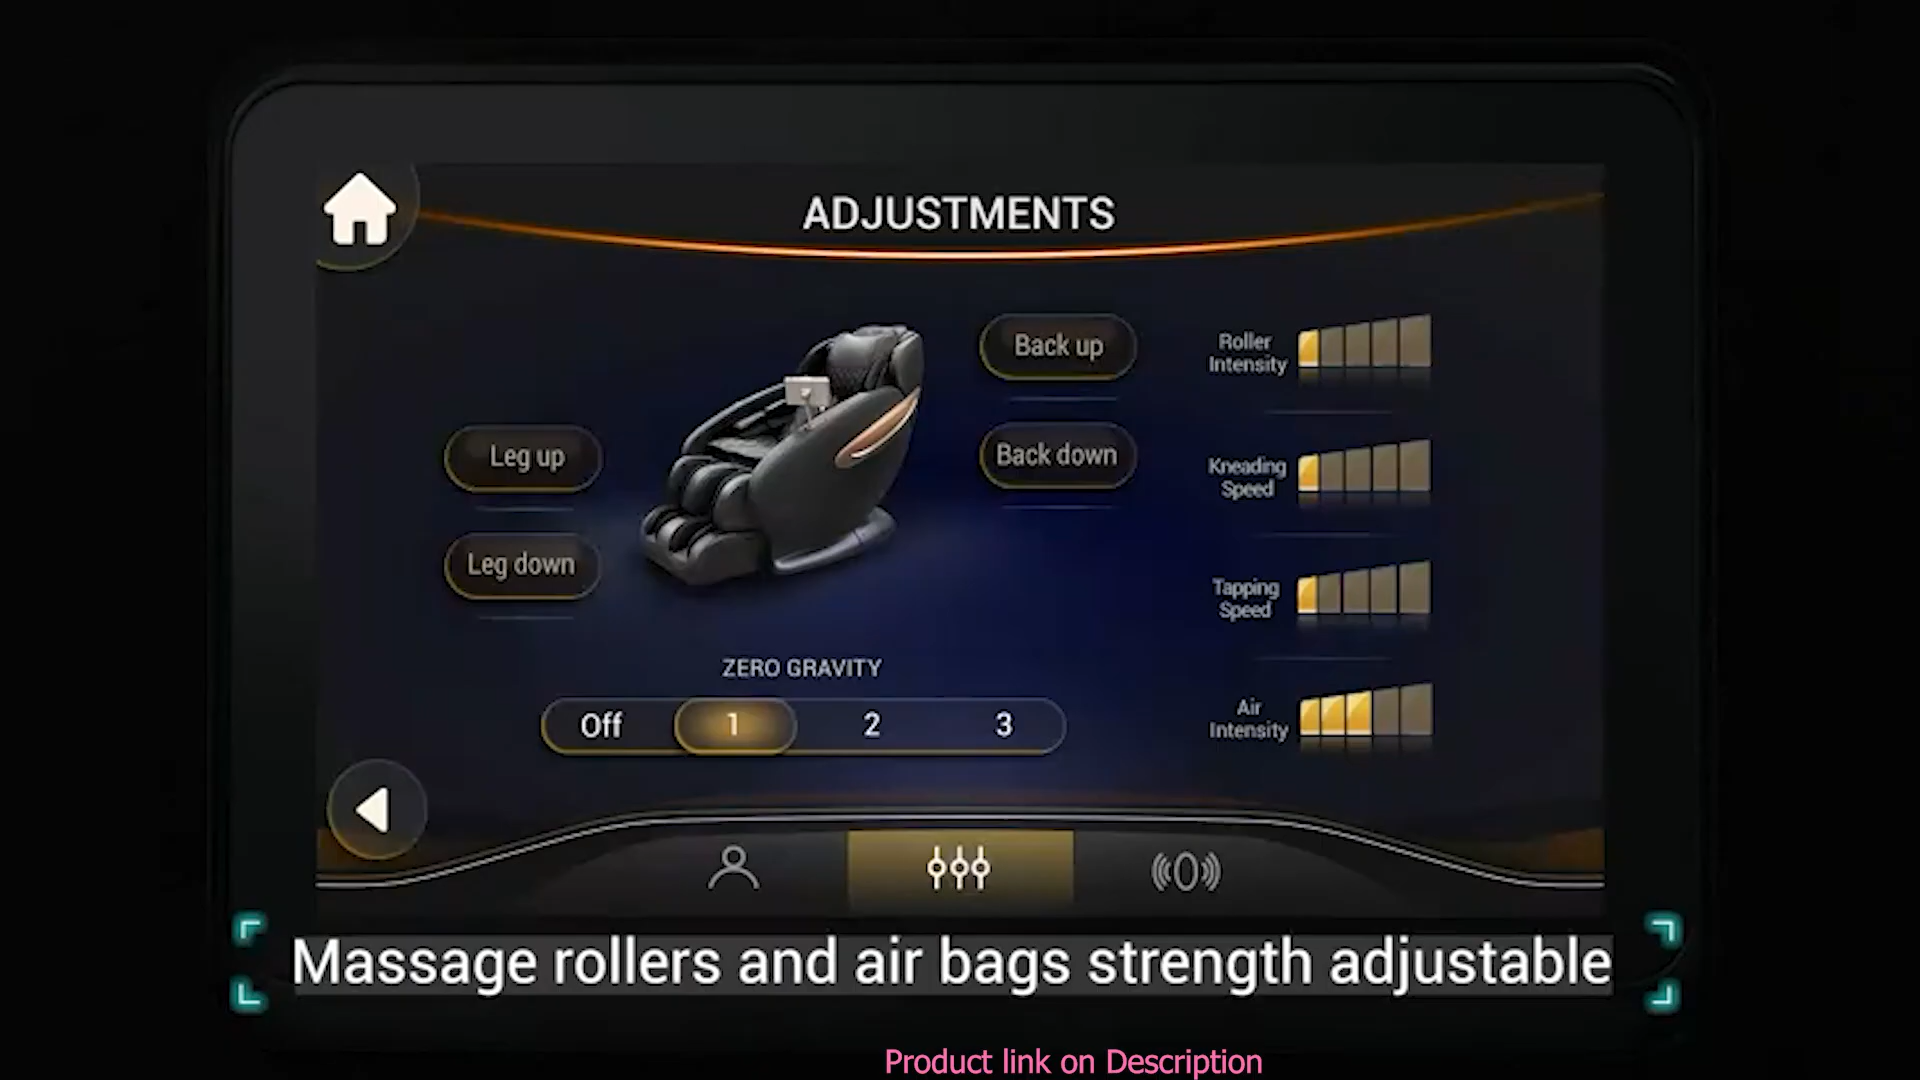 ADJUSTMENTS
Back up
Roller
Intensity
Leg up
Back down
Kneading
Speed
Leg down
Tapping
Speed
ZERO GRAVITY
Off 1 2 3
Air
Intensity
Massage rollers and air bags strength adjustable
Product link on Description